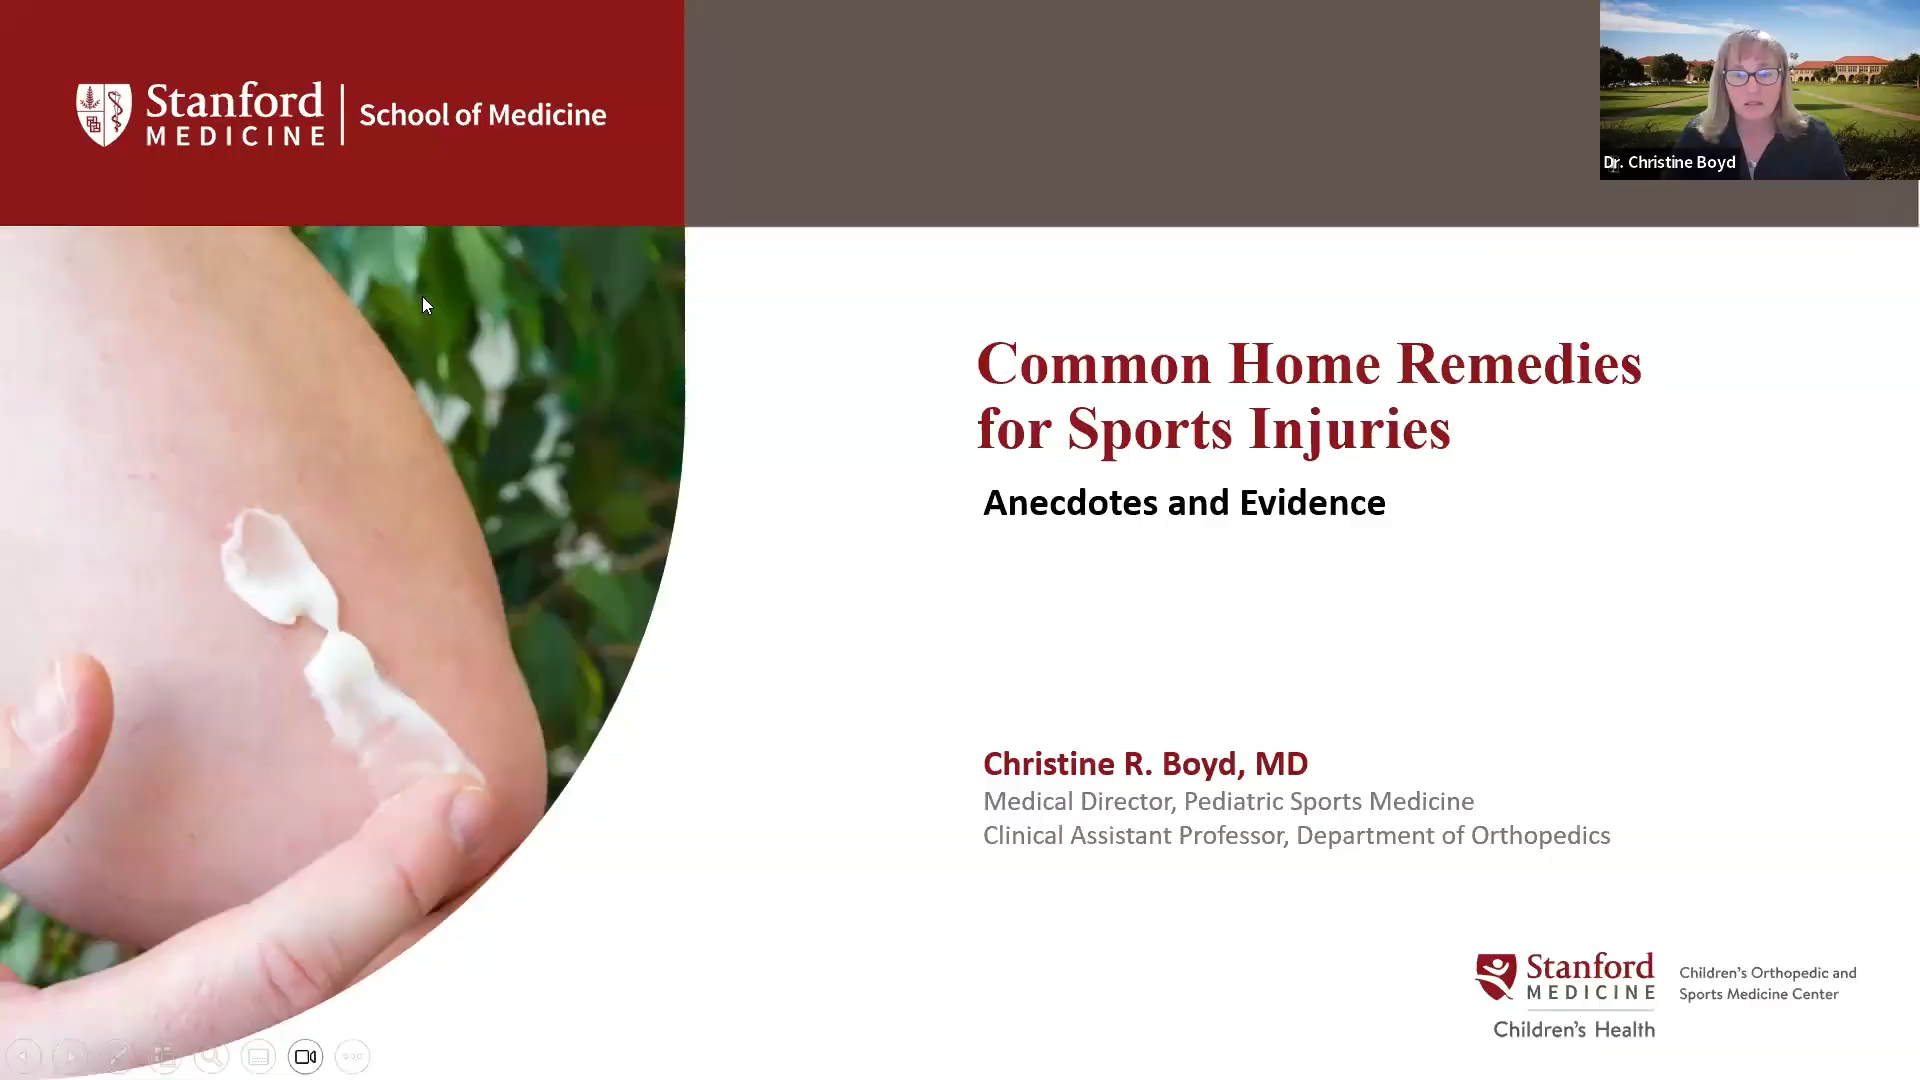 Stanford
MEDICINE
School of Medicine
Dr. Christine Boyd
Common Home Remedies
for Sports Injuries
Anecdotes and Evidence
Christine R. Boyd, MD
Medical Director, Pediatric Sports Medicine
Clinical Assistant Professor, Department of Orthopedics
Stanford
MEDICINE
Children's Health
Children's Orthopedic and
Sports Medicine Center